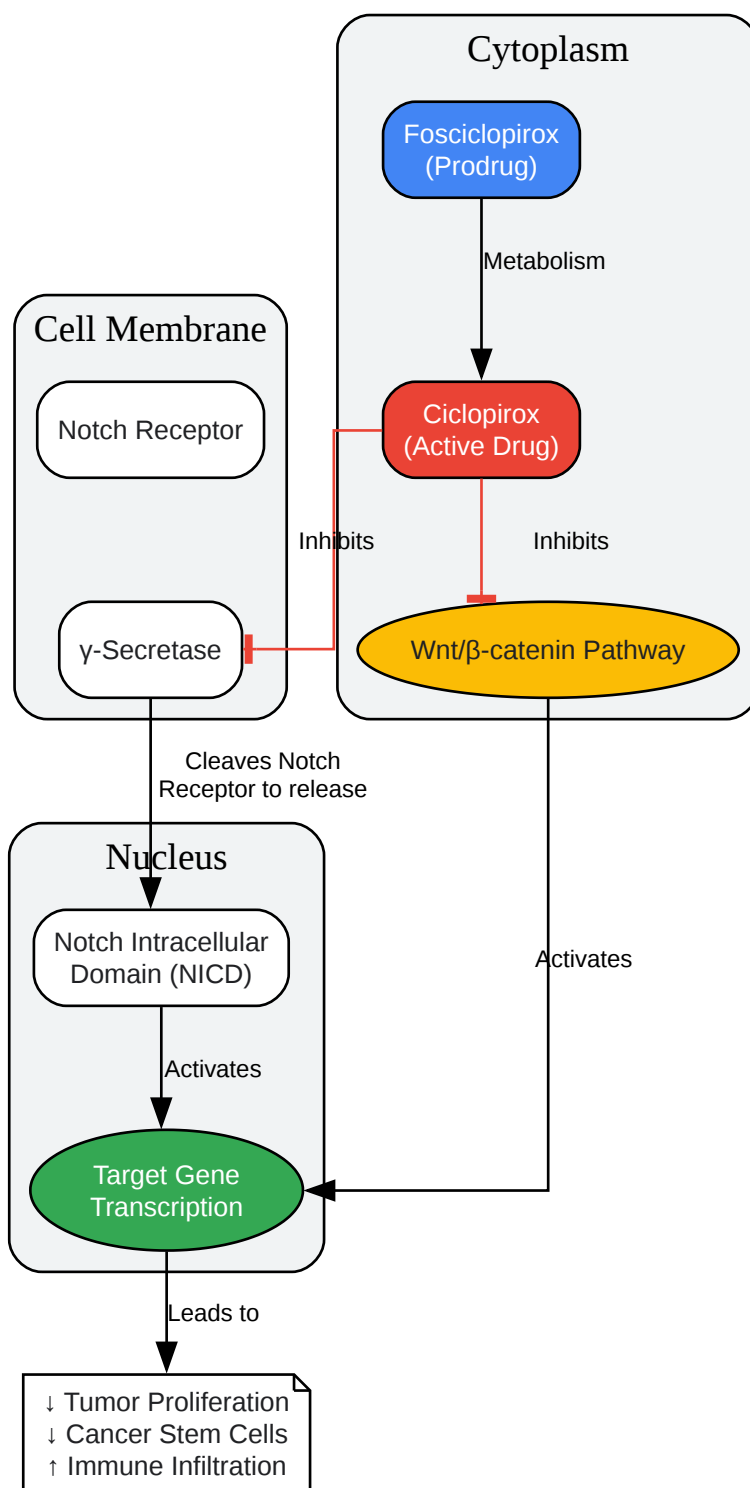 Cytoplasm
Fosciclopirox
(Prodrug)
Metabolism
Cell Membrane
Notch Receptor
Ciclopirox
(Active Drug)
Inhibits
Inhibits
γ-Secretase
Wnt/β-catenin Pathway
Cleaves Notch
Receptor to release
Nucleus
Notch Intracellular
Domain (NICD)
Activates
Activates
Target Gene
Transcription
Leads to
↓ Tumor Proliferation
↓ Cancer Stem Cells
↑ Immune Infiltration